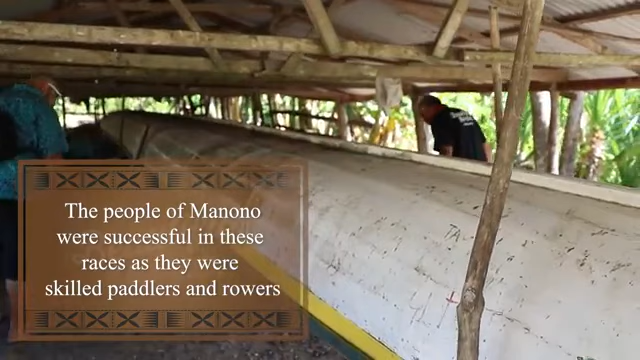 The people of Manono
were successful in these
races as they were
skilled paddlers and rowers